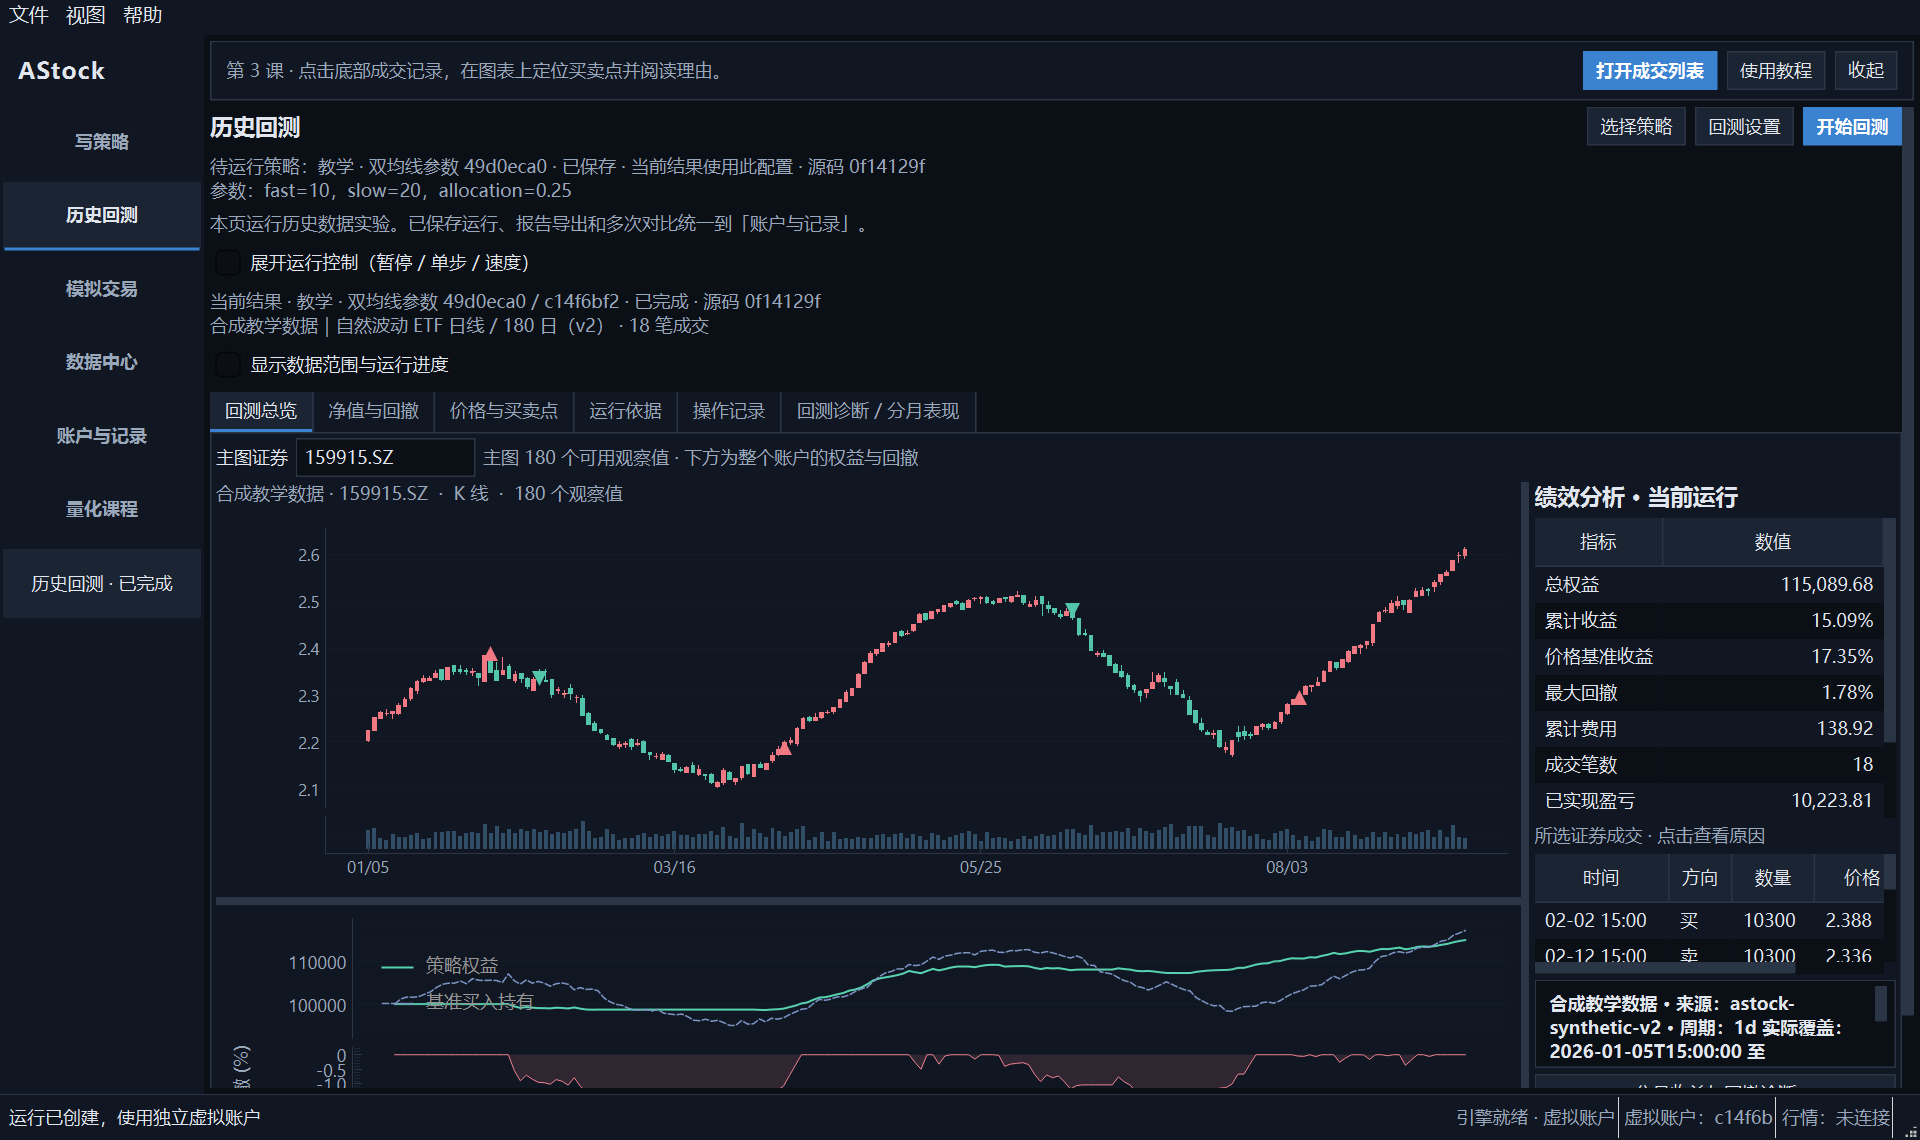 文件 视图 帮助
AStock
写策略
历史回测
模拟交易
数据中心
账户与记录
量化课程
历史回测 · 已完成
第 3 课 · 点击底部成交记录，在图表上定位买卖点并阅读理由。
打开成交列表 使用教程 收起
历史回测
选择策略 回测设置 开始回测
待运行策略：教学 · 双均线参数 49d0eca0 · 已保存 · 当前结果使用此配置 · 源码 0f14129f
参数：fast=10，slow=20，allocation=0.25
本页运行历史数据实验。已保存运行、报告导出和多次对比统一到「账户与记录」。
展开运行控制（暂停 / 单步 / 速度）
当前结果 · 教学 · 双均线参数 49d0eca0 / c14f6bf2 · 已完成 · 源码 0f14129f
合成教学数据 | 自然波动 ETF 日线 / 180 日（v2） · 18 笔成交
显示数据范围与运行进度
回测总览 净值与回撤 价格与买卖点 运行依据 操作记录 回测诊断 / 分月表现
主图证券 159915.SZ 主图 180 个可用观察值 · 下方为整个账户的权益与回撤
合成教学数据 · 159915.SZ · K 线 · 180 个观察值
2.6
2.5
2.4
2.3
2.2
2.1
01/05 03/16 05/25 08/03
110000
100000
策略权益
基准买入持有
(%)
0
-0.5
-1.0
绩效分析 · 当前运行
指标 数值
总权益 115,089.68
累计收益 15.09%
价格基准收益 17.35%
最大回撤 1.78%
累计费用 138.92
成交笔数 18
已实现盈亏 10,223.81
所选证券成交 · 点击查看原因
时间 方向 数量 价格
02-02 15:00 买 10300 2.388
02-12 15:00 卖 10300 2.336
合成教学数据 · 来源：astock-
synthetic-v2 · 周期：1d 实际覆盖：
2026-01-05T15:00:00 至
运行已创建，使用独立虚拟账户
引擎就绪 · 虚拟账户 虚拟账户：c14f6b 行情：未连接